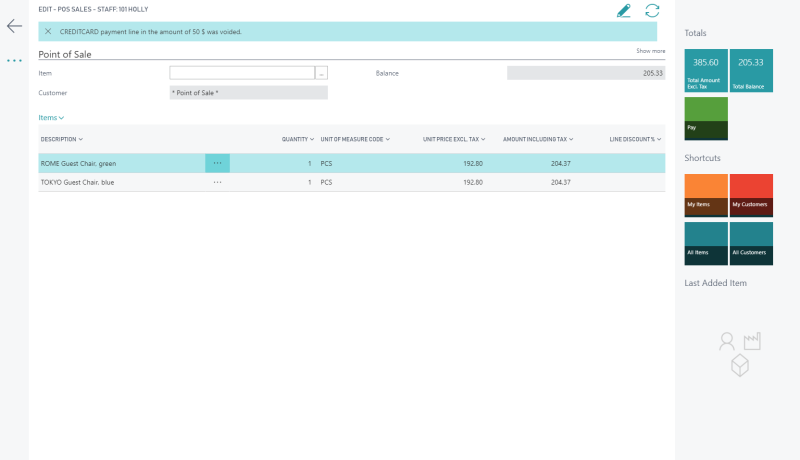 EDIT - POS SALES - STAFF: 101 HOLLY
CREDITCARD payment line in the amount of 50 $ was voided.
Point of Sale
Show more
Item
...
Balance
205.33
Customer
* Point of Sale *
Items
DESCRIPTION QUANTITY UNIT OF MEASURE CODE UNIT PRICE EXCL. TAX AMOUNT INCLUDING TAX LINE DISCOUNT %
ROME Guest Chair. green ... 1 PCS 192.80 204.37
TOKYO Guest Chair. blue ... 1 PCS 192.80 204.37
Totals
385.60
Total Amount
Excl. Tax
205.33
Total Balance
Pay
Shortcuts
My Items
My Customers
All Items
All Customers
Last Added Item